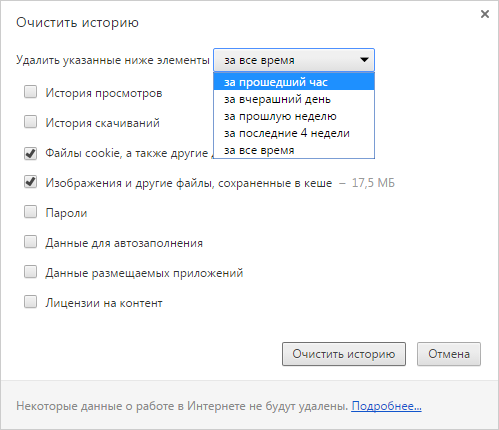 Очистить историю
Удалить указанные ниже элементы за все время
за прошедший час
за вчерашний день
за прошлую неделю
за последние 4 недели
за все время
История просмотров
История скачиваний
Файлы cookie, а также другие
Изображения и другие файлы, сохраненные в кеше – 17,5 МБ
Пароли
Данные для автозаполнения
Данные размещаемых приложений
Лицензии на контент
Очистить историю Отмена
Некоторые данные о работе в Интернете не будут удалены. Подробнее...